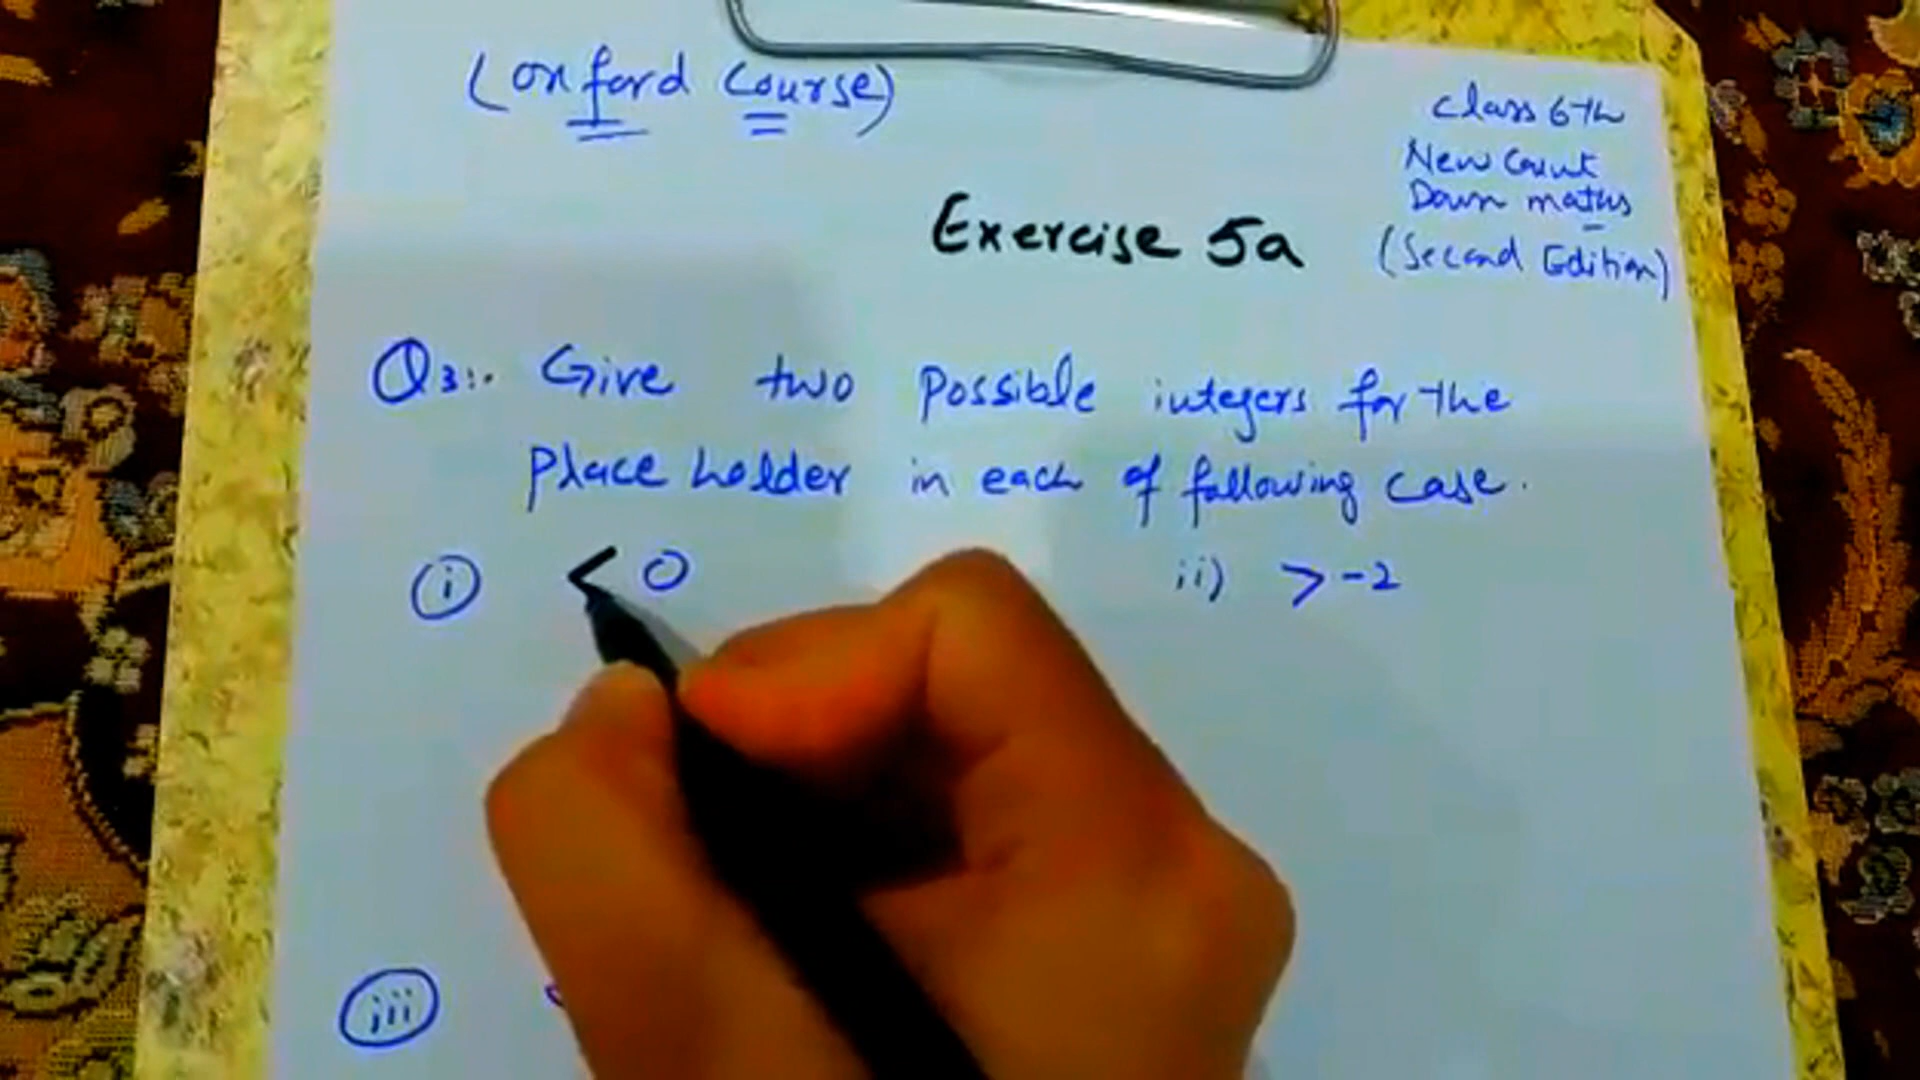 (Oxford Course)
Class 6th
New Count
Down maths
(Second Edition)
Exercise 5a
Q3:. Give two possible integers for the
place holder in each of following case.
i < 0
ii) > -2
iii